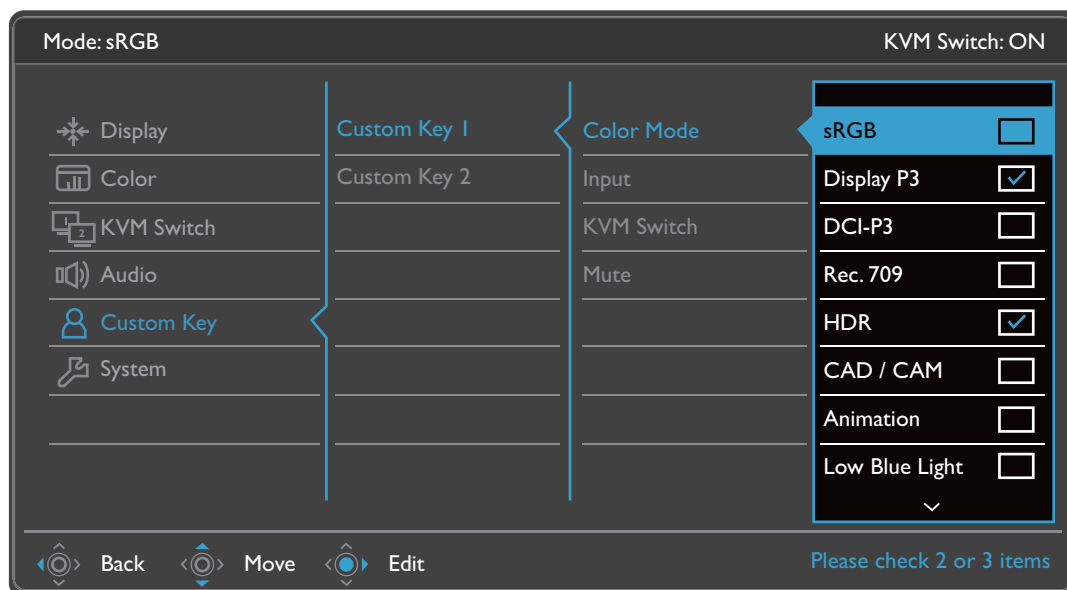 Mode: sRGB
KVM Switch: ON
Display
Color
1
2
KVM Switch
Audio
Custom Key
System
Custom Key 1
Custom Key 2
Color Mode
Input
KVM Switch
Mute
sRGB
Display P3
DCI-P3
Rec. 709
HDR
CAD / CAM
Animation
Low Blue Light
Back
Move
Edit
Please check 2 or 3 items